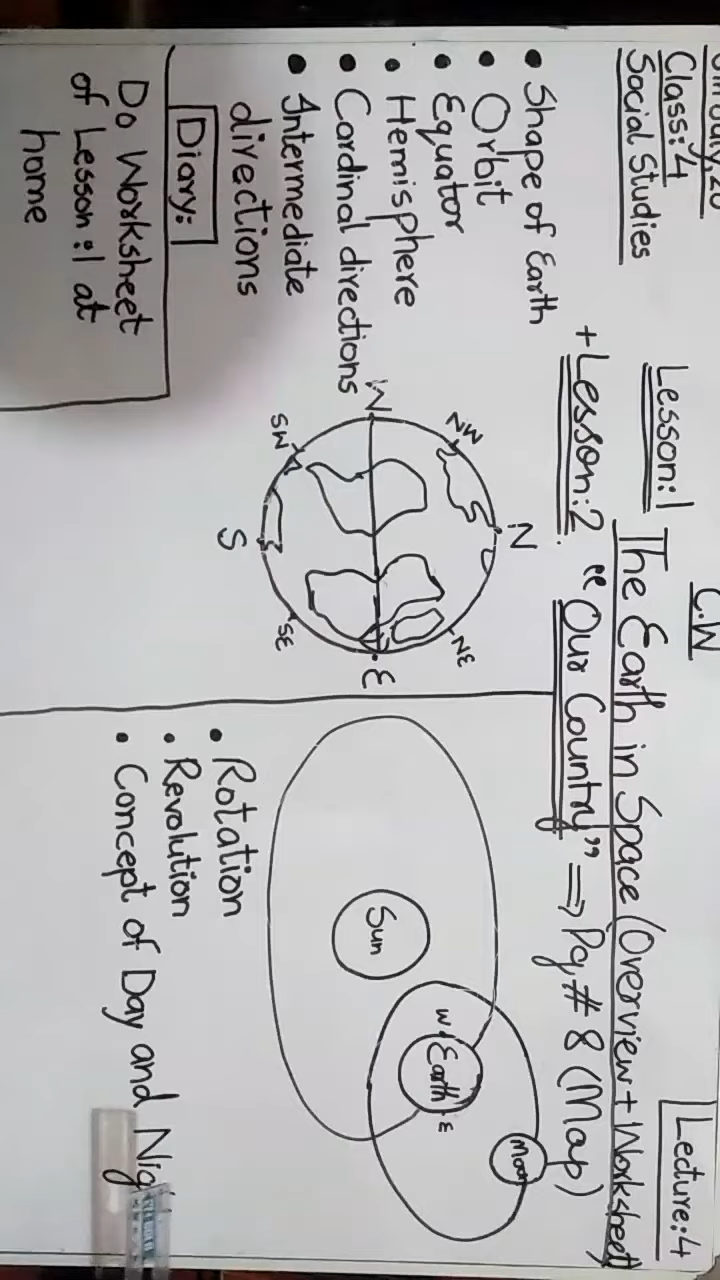 Class: 4
Social Studies
C.W
Lecture: 4
Lesson: 1 The Earth in Space (Overview + Worksheet)
+ Lesson: 2 "Our Country" ⇒ Pg # 8 (Map)
• Shape of Earth
• Orbit
• Equator
• Hemisphere
• Cardinal directions
• Intermediate
directions
Diary:
Do Worksheet
of Lesson: 1 at
home
N
NW
NE
W
E
SW
SE
S
Sun
W Earth E
Moon
• Rotation
• Revolution
• Concept of Day and